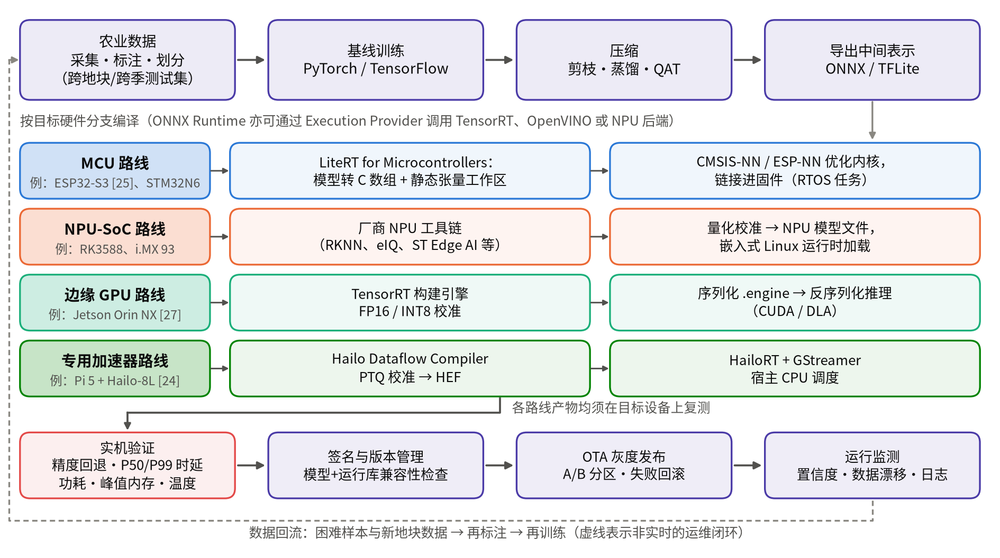 农业数据
采集・标注・划分
（跨地块/跨季测试集）
基线训练
PyTorch / TensorFlow
压缩
剪枝・蒸馏・QAT
导出中间表示
ONNX / TFLite
按目标硬件分支编译（ONNX Runtime 亦可通过 Execution Provider 调用 TensorRT、OpenVINO 或 NPU 后端）
MCU 路线
例：ESP32-S3 [25]、STM32N6
LiteRT for Microcontrollers：
模型转 C 数组 + 静态张量工作区
CMSIS-NN / ESP-NN 优化内核，
链接进固件（RTOS 任务）
NPU-SoC 路线
例：RK3588、i.MX 93
厂商 NPU 工具链
（RKNN、eIQ、ST Edge AI 等）
量化校准 → NPU 模型文件，
嵌入式 Linux 运行时加载
边缘 GPU 路线
例：Jetson Orin NX [27]
TensorRT 构建引擎
FP16 / INT8 校准
序列化 .engine → 反序列化推理
（CUDA / DLA）
专用加速器路线
例：Pi 5 + Hailo-8L [24]
Hailo Dataflow Compiler
PTQ 校准 → HEF
HailoRT + GStreamer
宿主 CPU 调度
各路线产物均须在目标设备上复测
实机验证
精度回退・P50/P99 时延
功耗・峰值内存・温度
签名与版本管理
模型+运行库兼容性检查
OTA 灰度发布
A/B 分区・失败回滚
运行监测
置信度・数据漂移・日志
数据回流：困难样本与新地块数据 → 再标注 → 再训练（虚线表示非实时的运维闭环）